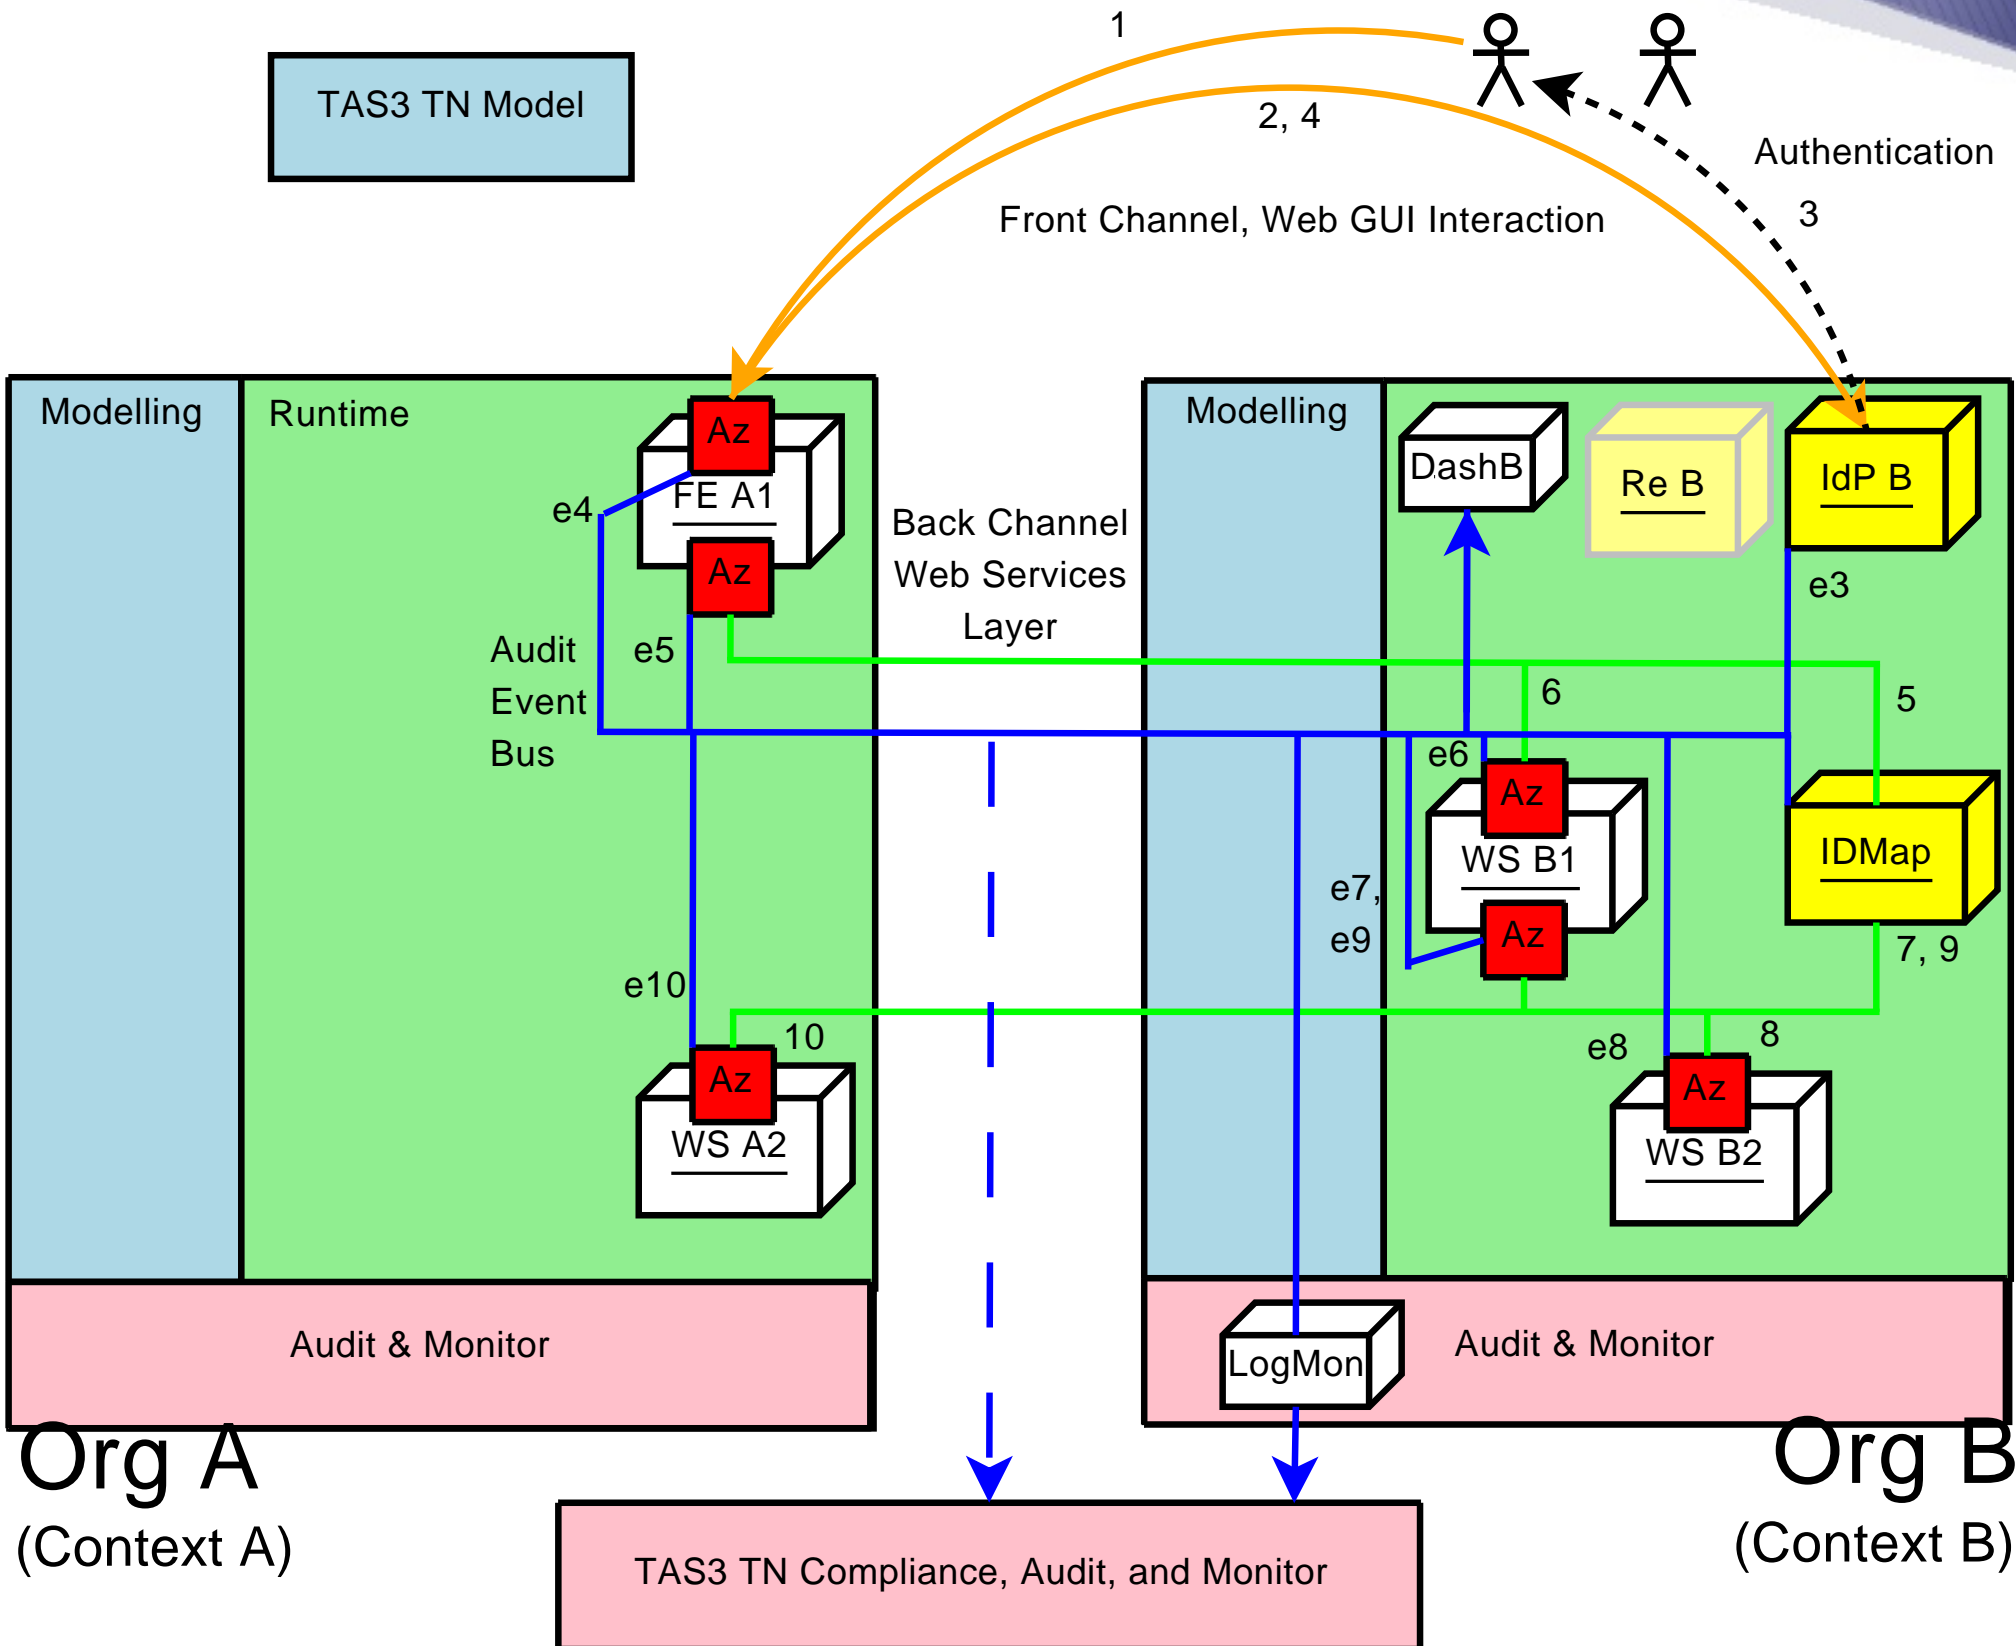 1
TAS3 TN Model
2, 4
Authentication
3
Front Channel, Web GUI Interaction
Modelling
Runtime
Az
FE A1
Az
e4
e5
Audit
Event
Bus
Back Channel
Web Services
Layer
Modelling
DashB
Re B
IdP B
e3
6
5
e6
Az
WS B1
Az
IDMap
e7,
e9
7, 9
e10
10
Az
WS A2
e8
8
Az
WS B2
Audit & Monitor
LogMon
Audit & Monitor
Org A
(Context A)
Org B
(Context B)
TAS3 TN Compliance, Audit, and Monitor